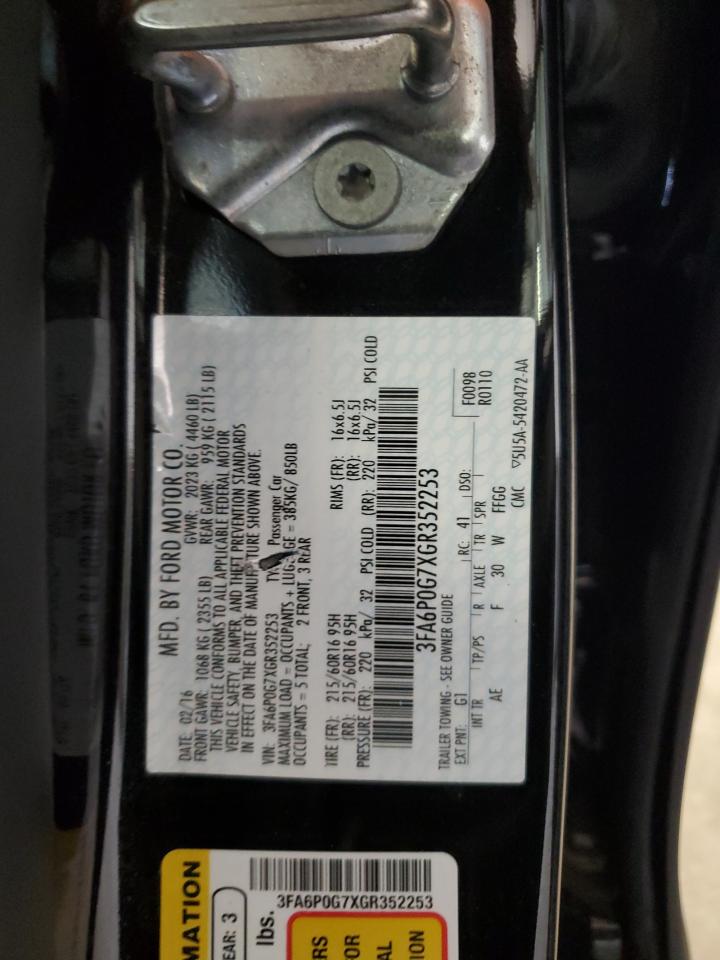 MFD. BY FORD MOTOR CO.
DATE: 02/16 GVWR: 2023 KG ( 4460 LB)
FRONT GAWR: 1068 KG ( 2355 LB) REAR GAWR: 959 KG ( 2115 LB)
THIS VEHICLE CONFORMS TO ALL APPLICABLE FEDERAL MOTOR
VEHICLE SAFETY, BUMPER, AND THEFT PREVENTION STANDARDS
IN EFFECT ON THE DATE OF MANUFACTURE SHOWN ABOVE.
VIN: 3FA6P0G7XGR352253 Passenger Car
MAXIMUM LOAD = OCCUPANTS + LUGGAGE = 385KG/ 850LB
OCCUPANTS = 5 TOTAL; 2 FRONT, 3 REAR
TIRE (FR): 215/60R16 95H RIMS (FR): 16x6.5J
(RR): 215/60R16 95H (RR): 16x6.5J
PRESSURE (FR): 220 kPa/ 32 PSI COLD (RR): 220 kPa/ 32 PSI COLD
3FA6P0G7XGR352253
TRAILER TOWING - SEE OWNER GUIDE
EXT PNT: G1 RC: 41 DSO: F0098
R0110
INT TR TP/PS R AXLE TR SPR
AE F 30 W FFGG
CMC ▽5U5A-5420472-AA
MATION
EAR: 3
lbs.
3FA6P0G7XGR352253
RS
OR
AL
ION